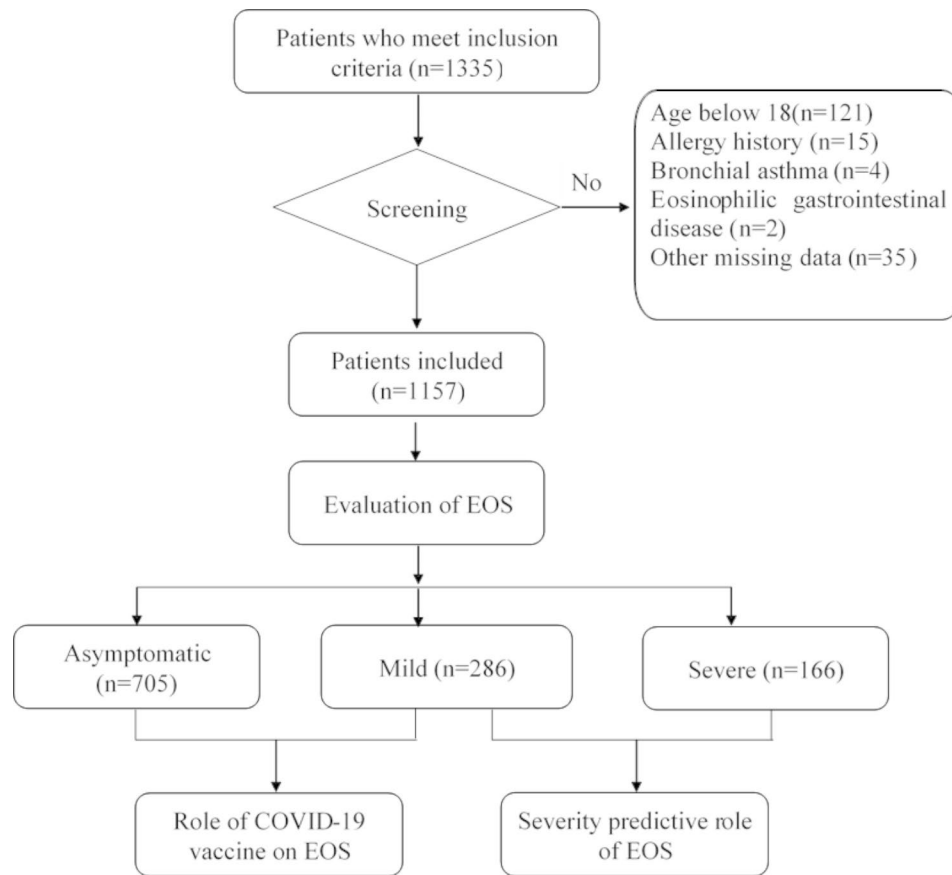 Patients who meet inclusion
criteria (n=1335)
Age below 18(n=121)
Allergy history (n=15)
Bronchial asthma (n=4)
Eosinophilic gastrointestinal
disease (n=2)
Other missing data (n=35)
No
Screening
Patients included
(n=1157)
Evaluation of EOS
Asymptomatic
(n=705)
Mild (n=286)
Severe (n=166)
Role of COVID-19
vaccine on EOS
Severity predictive role
of EOS